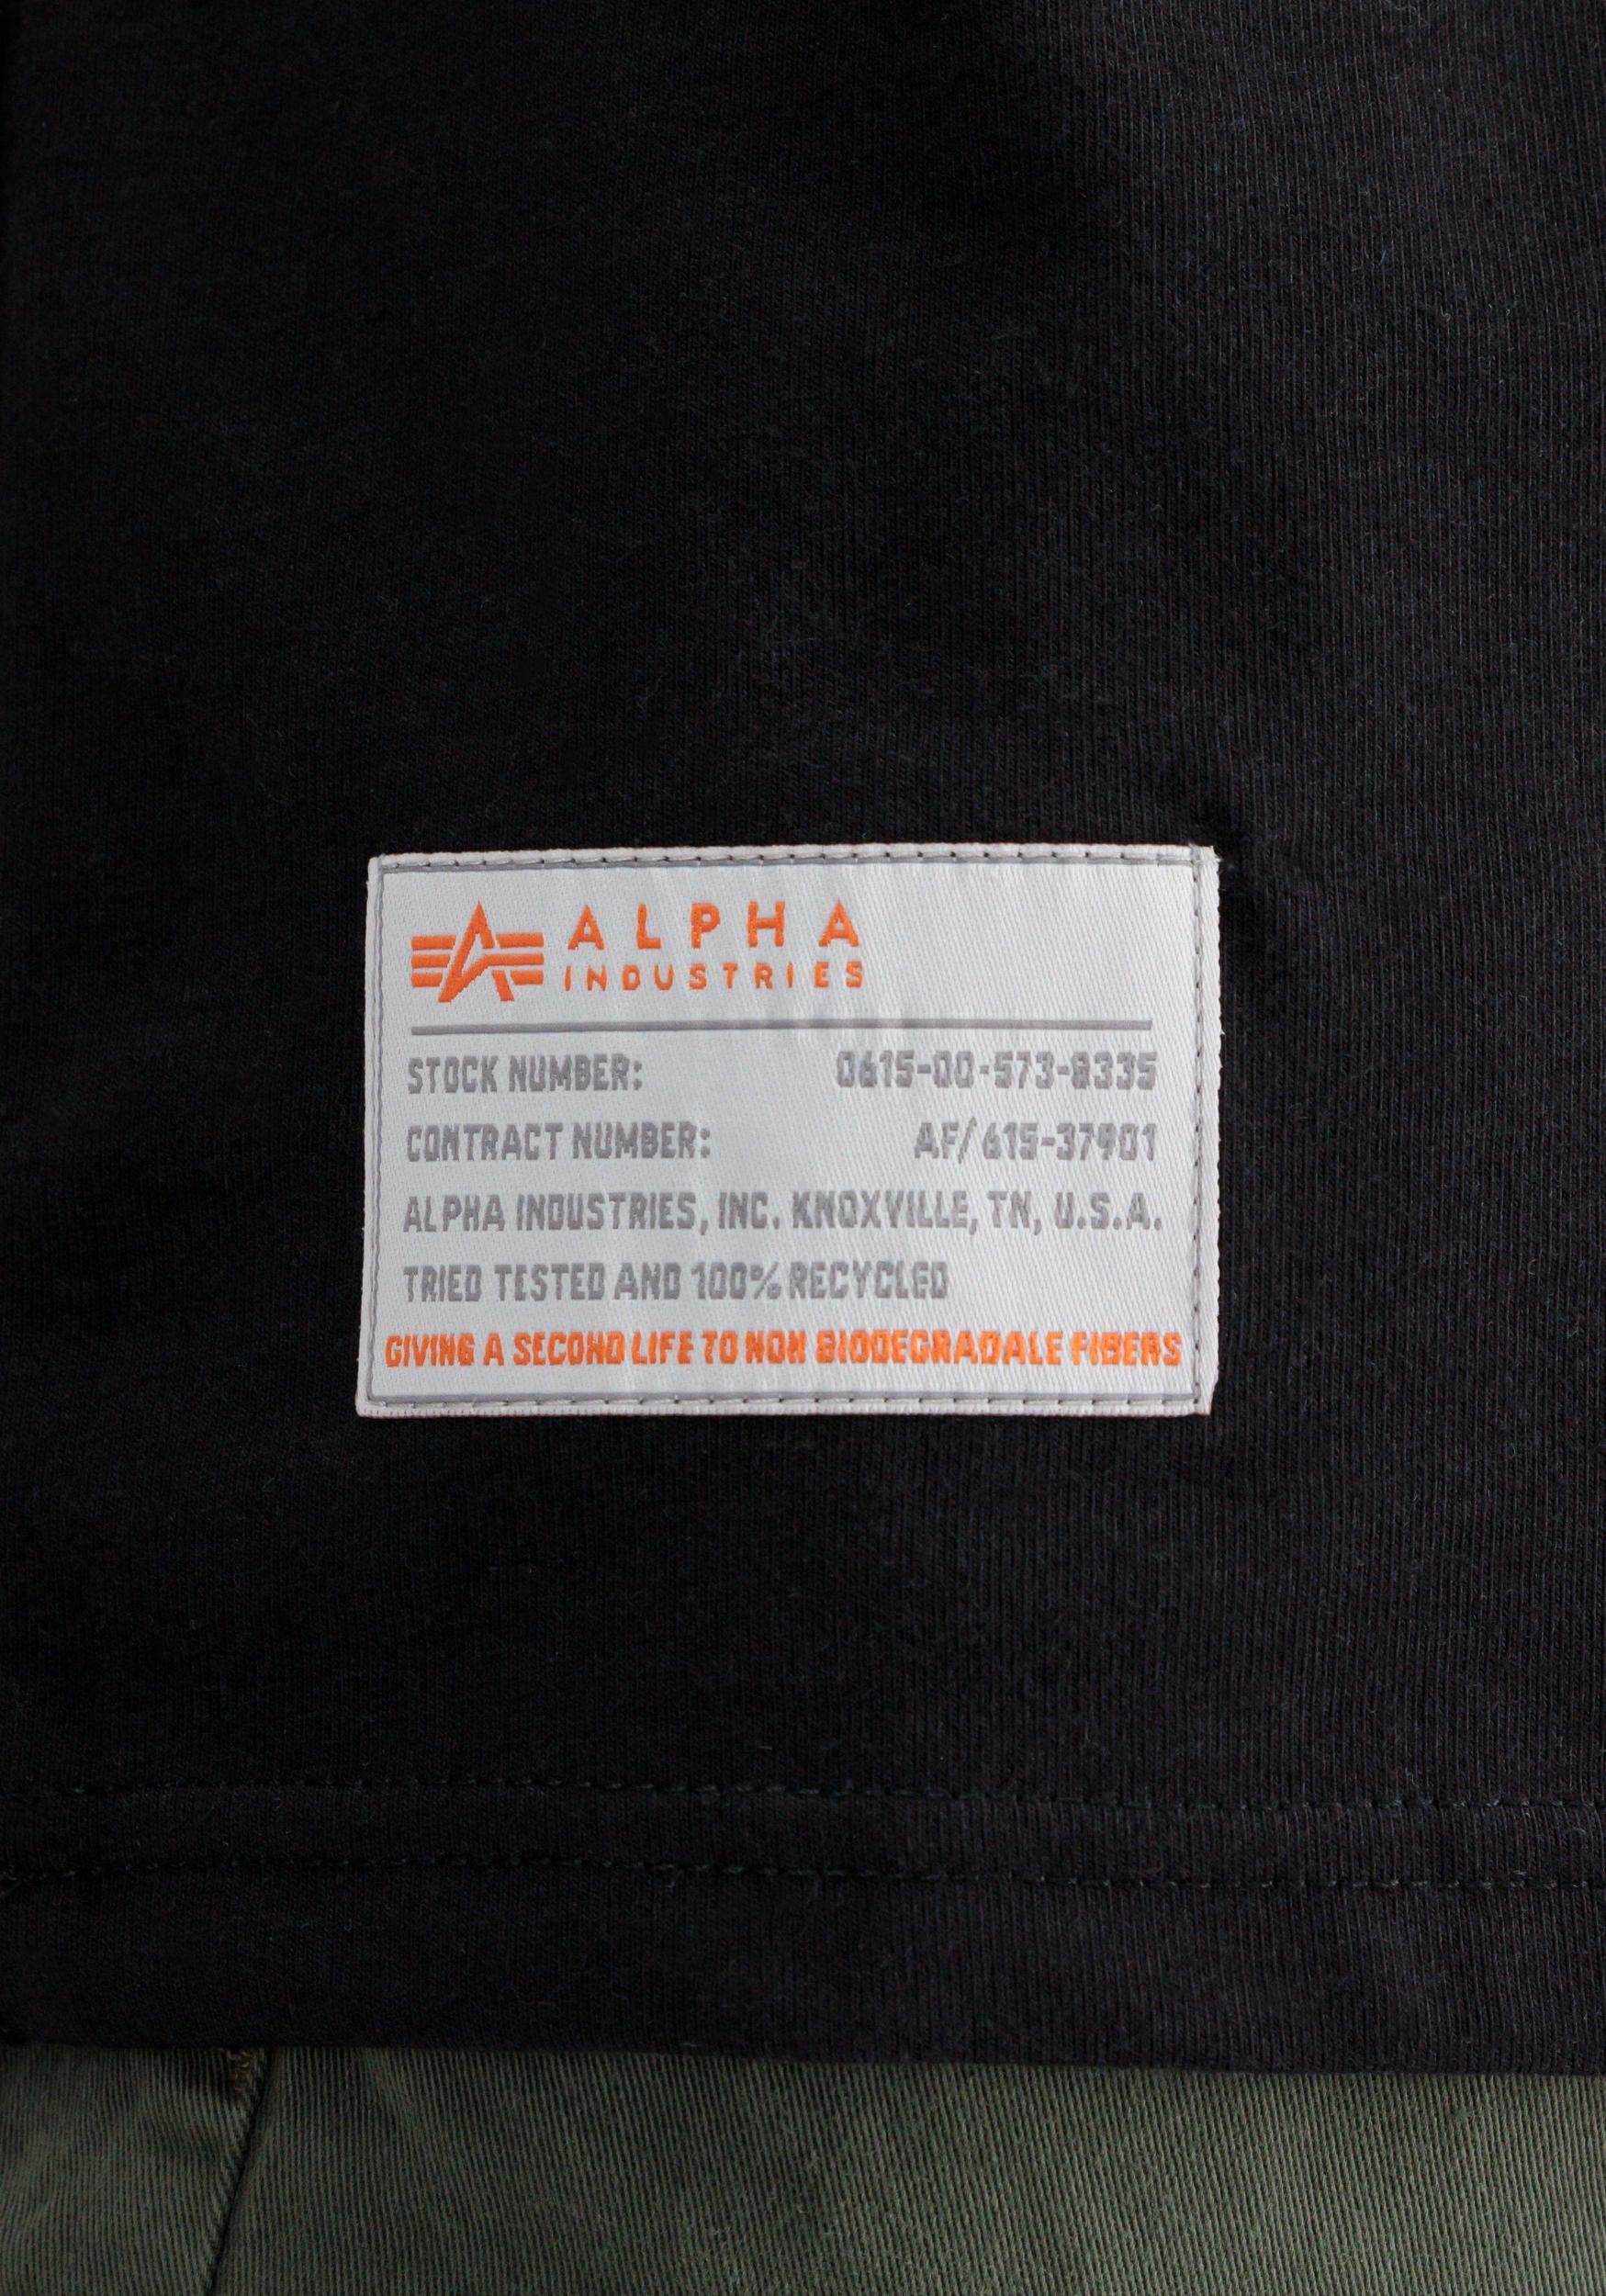 ALPHA
INDUSTRIES
STOCK NUMBER: 0615-00-573-8335
CONTRACT NUMBER: AF/615-37901
ALPHA INDUSTRIES, INC. KNOXVILLE, TN, U.S.A.
TRIED TESTED AND 100% RECYCLED
GIVING A SECOND LIFE TO NON BIODEGRADALE FIBERS